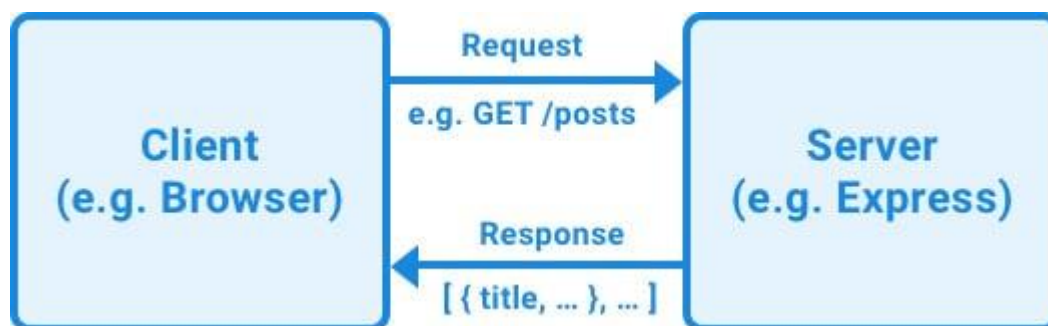 Client
(e.g. Browser)
Request
e.g. GET /posts
Response
[ { title, ... }, ... ]
Server
(e.g. Express)